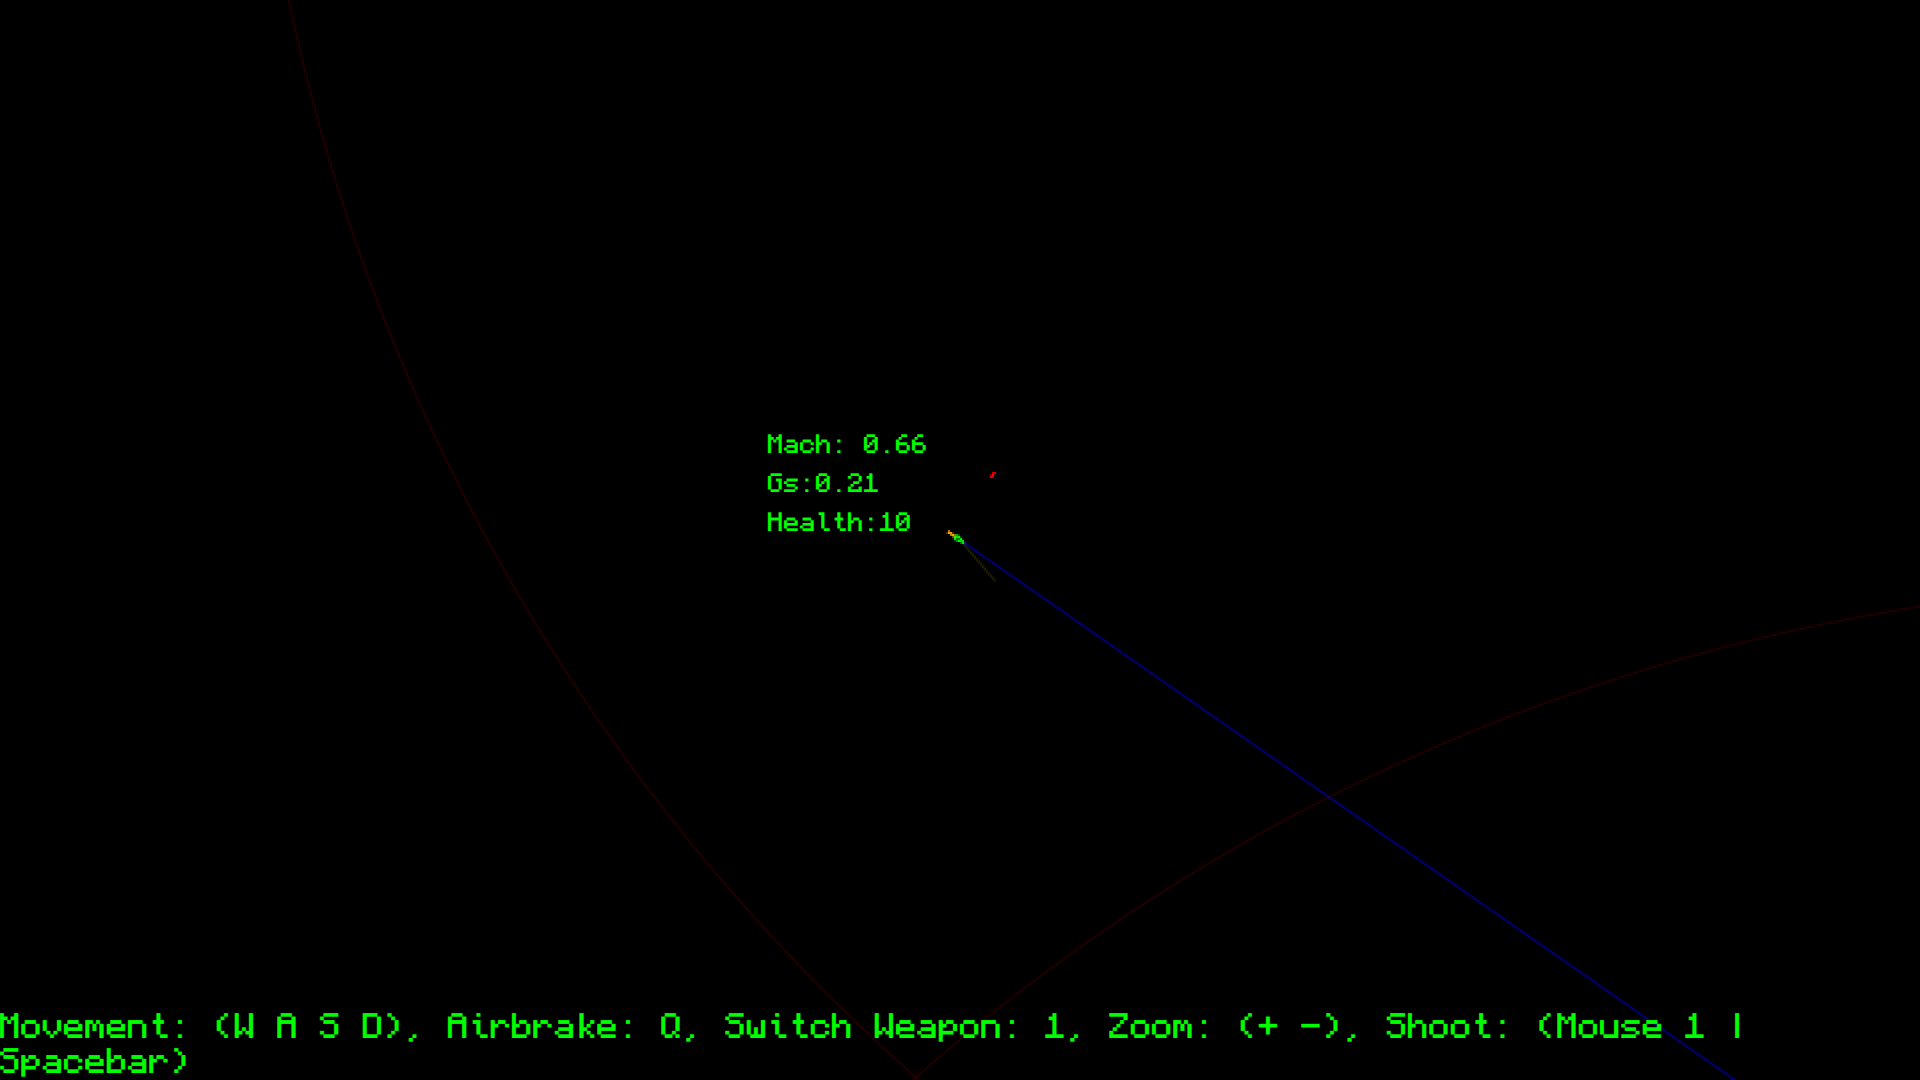 Mach: 0.66
Gs:0.21
Health:10
Movement: (W A S D), Airbrake: Q, Switch Weapon: 1, Zoom: (+ -), Shoot: (Mouse 1 |
Spacebar)